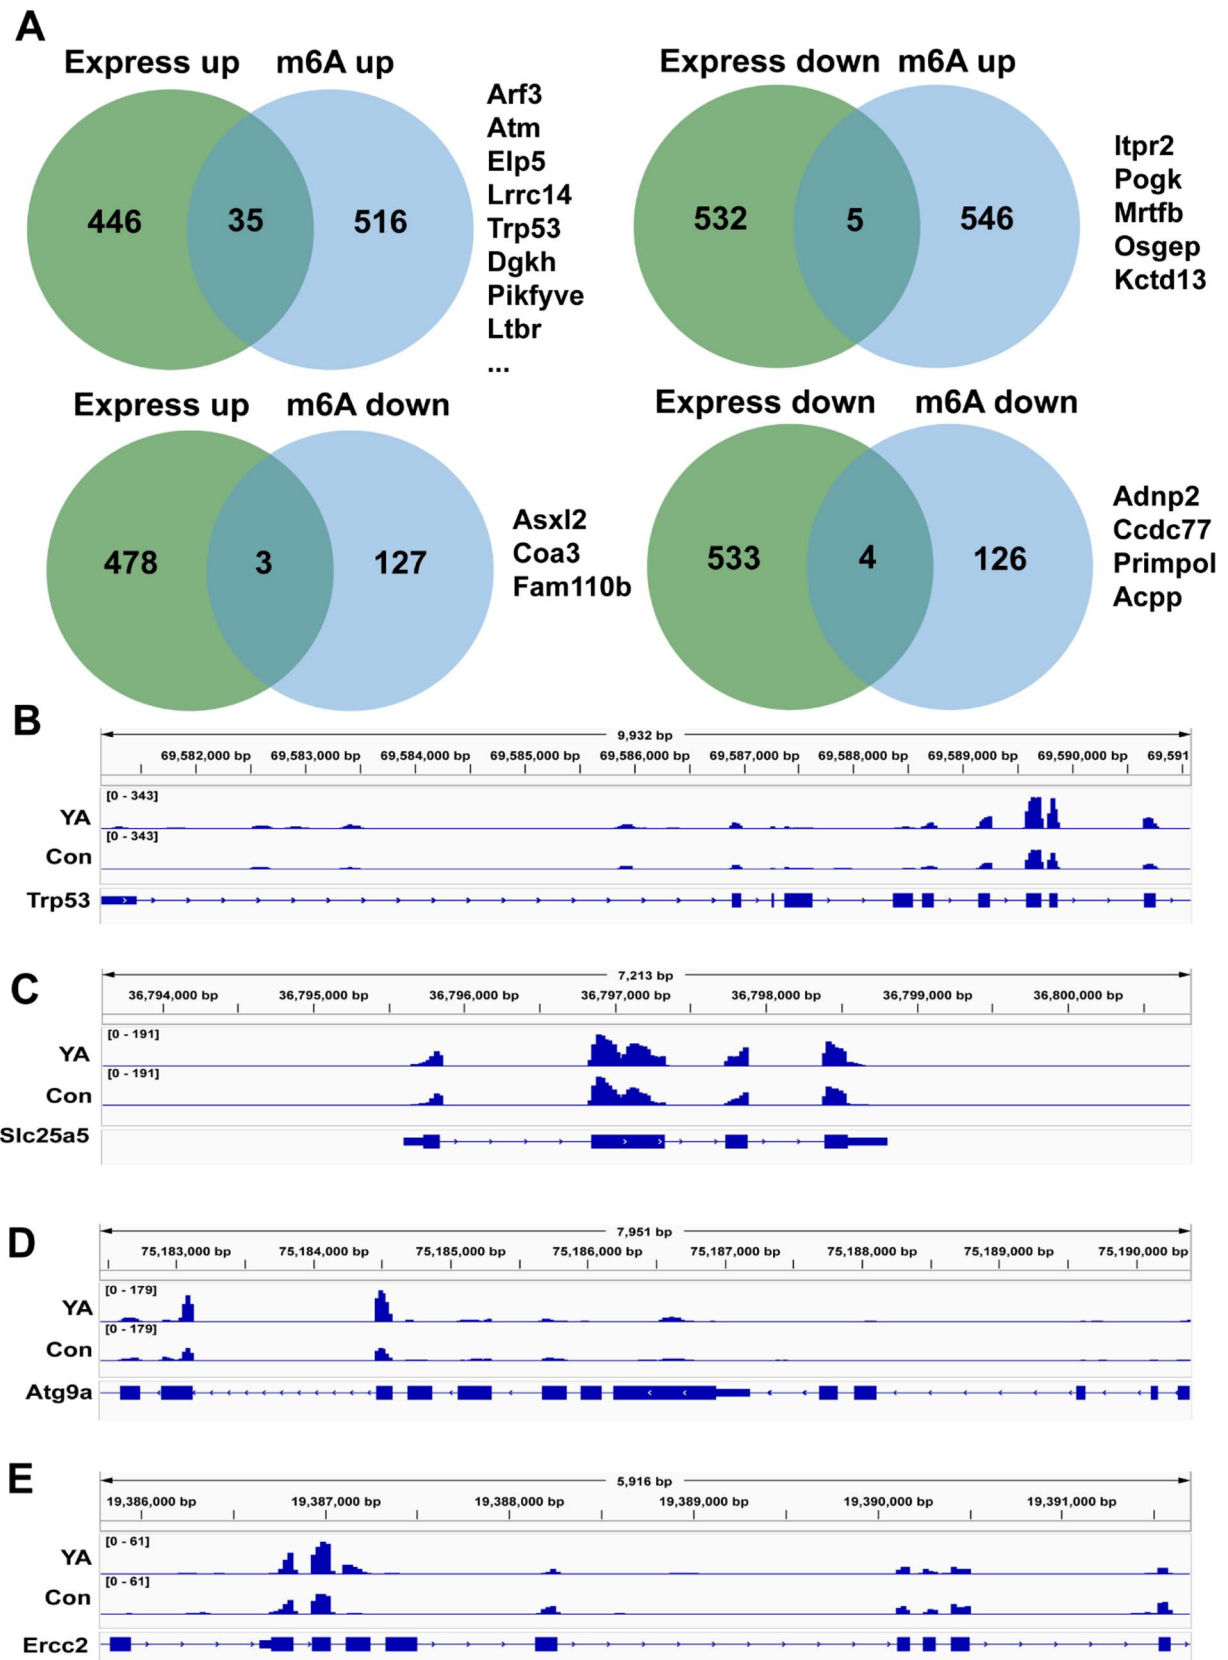 A
Express up m6A up
446 35 516
Arf3
Atm
Elp5
Lrrc14
Trp53
Dgkh
Pikfyve
Ltbr
...
Express down m6A up
532 5 546
Itpr2
Pogk
Mrtfb
Osgep
Kctd13
Express up m6A down
478 3 127
Asxl2
Coa3
Fam110b
Express down m6A down
533 4 126
Adnp2
Ccdc77
Primpol
Acpp
B
9,932 bp
69,582,000 bp 69,583,000 bp 69,584,000 bp 69,585,000 bp 69,586,000 bp 69,587,000 bp 69,588,000 bp 69,589,000 bp 69,590,000 bp 69,591
[0 - 343]
YA
[0 - 343]
Con
Trp53
C
7,213 bp
36,794,000 bp 36,795,000 bp 36,796,000 bp 36,797,000 bp 36,798,000 bp 36,799,000 bp 36,800,000 bp
[0 - 191]
YA
[0 - 191]
Con
Slc25a5
D
7,951 bp
75,183,000 bp 75,184,000 bp 75,185,000 bp 75,186,000 bp 75,187,000 bp 75,188,000 bp 75,189,000 bp 75,190,000 bp
[0 - 179]
YA
[0 - 179]
Con
Atg9a
E
5,916 bp
19,386,000 bp 19,387,000 bp 19,388,000 bp 19,389,000 bp 19,390,000 bp 19,391,000 bp
[0 - 61]
YA
[0 - 61]
Con
Ercc2